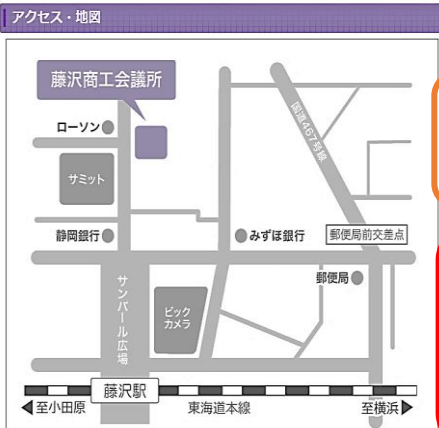 アクセス・地図
藤沢商工会議所
ローソン
国道467号線
サミット
静岡銀行
みずほ銀行
郵便局前交差点
サンパール広場
郵便局
ビック
カメラ
藤沢駅
至小田原
東海道本線
至横浜